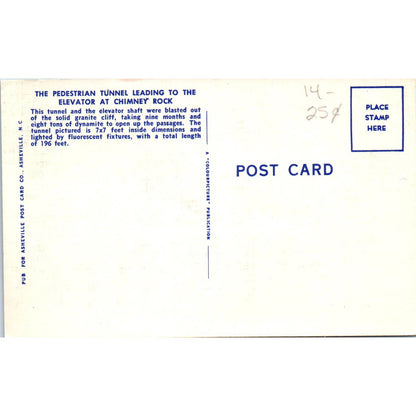 THE PEDESTRIAN TUNNEL LEADING TO THE
ELEVATOR AT CHIMNEY ROCK
This tunnel and the elevator shaft were blasted out
of the solid granite cliff, taking nine months and
eight tons of dynamite to open up the passages. The
tunnel pictured is 7x7 feet inside dimensions and
lighted by fluorescent fixtures, with a total length
of 196 feet.
PUB FOR ASHEVILLE POST CARD CO., ASHEVILLE, N.C.
A "COLOURPICTURE" PUBLICATION
POST CARD
14-
25¢
PLACE
STAMP
HERE